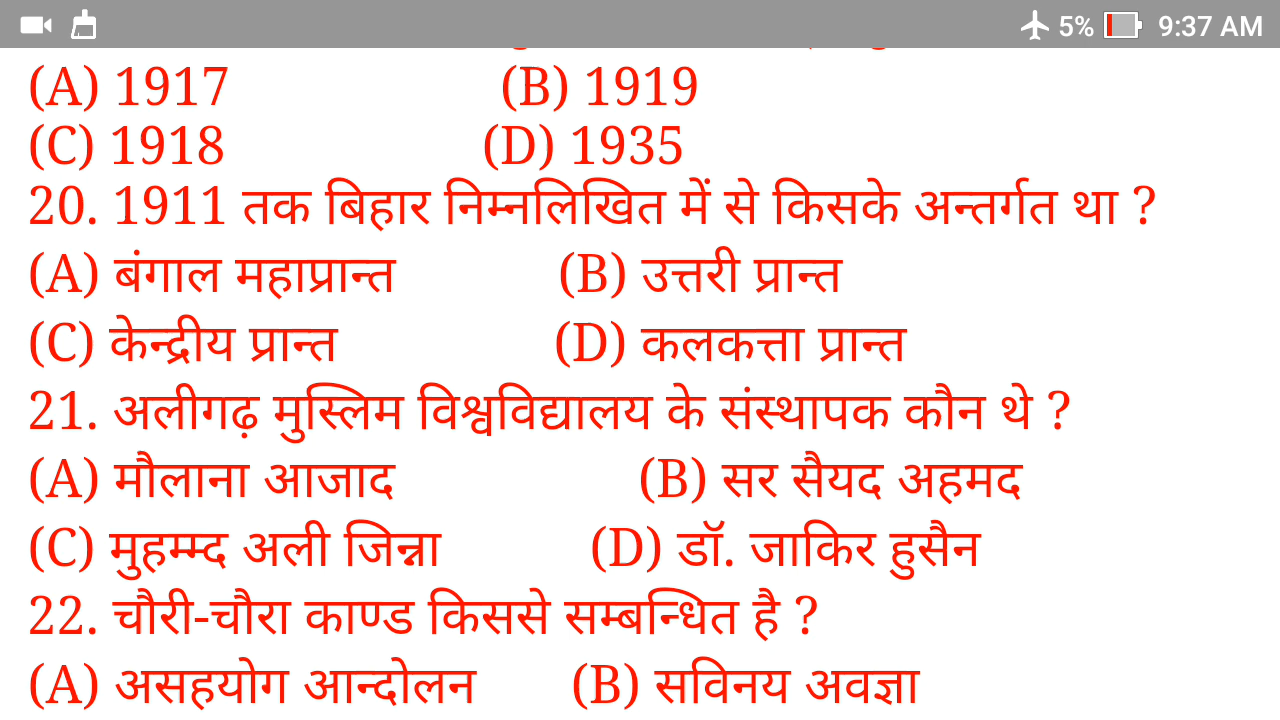 5% 9:37 AM
(A) 1917 (B) 1919
(C) 1918 (D) 1935
20. 1911 तक बिहार निम्नलिखित में से किसके अन्तर्गत था ?
(A) बंगाल महाप्रान्त (B) उत्तरी प्रान्त
(C) केन्द्रीय प्रान्त (D) कलकत्ता प्रान्त
21. अलीगढ़ मुस्लिम विश्वविद्यालय के संस्थापक कौन थे ?
(A) मौलाना आजाद (B) सर सैयद अहमद
(C) मुहम्म्द अली जिन्ना (D) डॉ. जाकिर हुसैन
22. चौरी-चौरा काण्ड किससे सम्बन्धित है ?
(A) असहयोग आन्दोलन (B) सविनय अवज्ञा